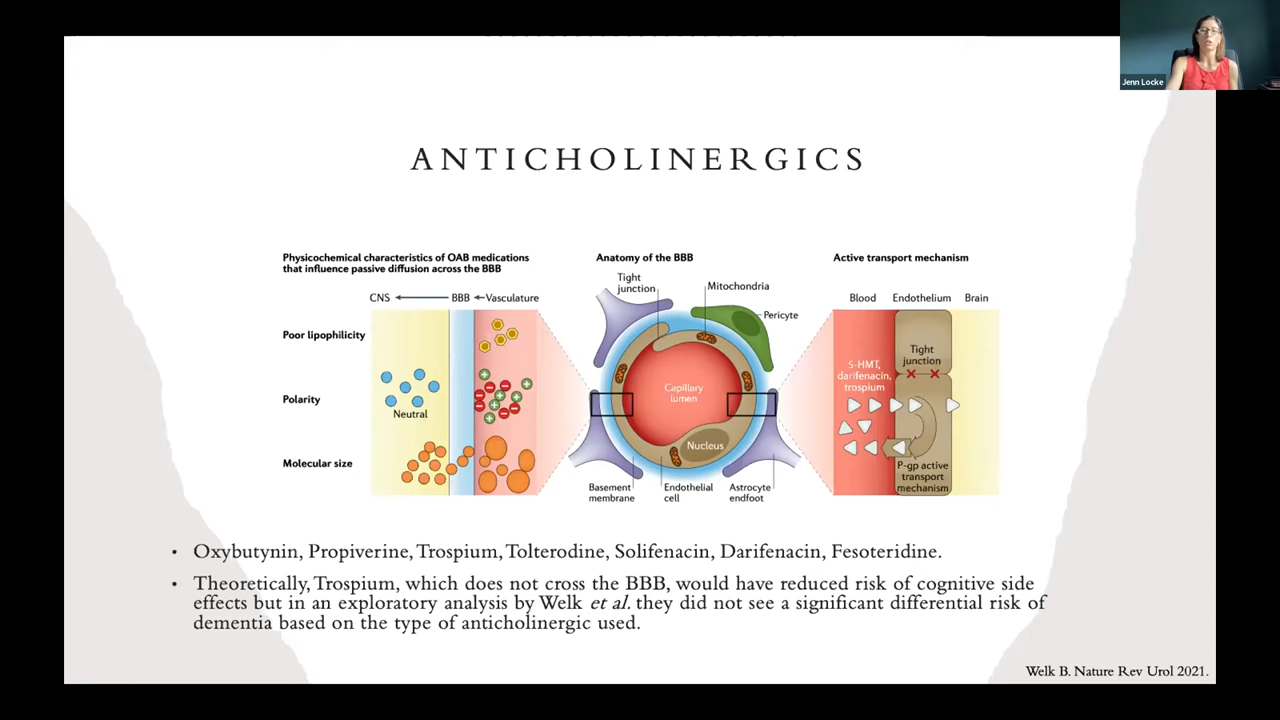 Jenn Locke
ANTICHOLINERGICS
Physicochemical characteristics of OAB medications
that influence passive diffusion across the BBB
CNS
BBB
Vasculature
Poor lipophilicity
Polarity
Neutral
Molecular size
Anatomy of the BBB
Tight
junction
Mitochondria
Pericyte
Capillary
lumen
Nucleus
Basement
membrane
Endothelial
cell
Astrocyte
endfoot
Active transport mechanism
Blood
Endothelium
Brain
Tight
junction
5-HMT,
darifenacin,
trospium
P-gp active
transport
mechanism
• Oxybutynin, Propiverine, Trospium, Tolterodine, Solifenacin, Darifenacin, Fesoteridine.
• Theoretically, Trospium, which does not cross the BBB, would have reduced risk of cognitive side
effects but in an exploratory analysis by Welk et al. they did not see a significant differential risk of
dementia based on the type of anticholinergic used.
Welk B. Nature Rev Urol 2021.